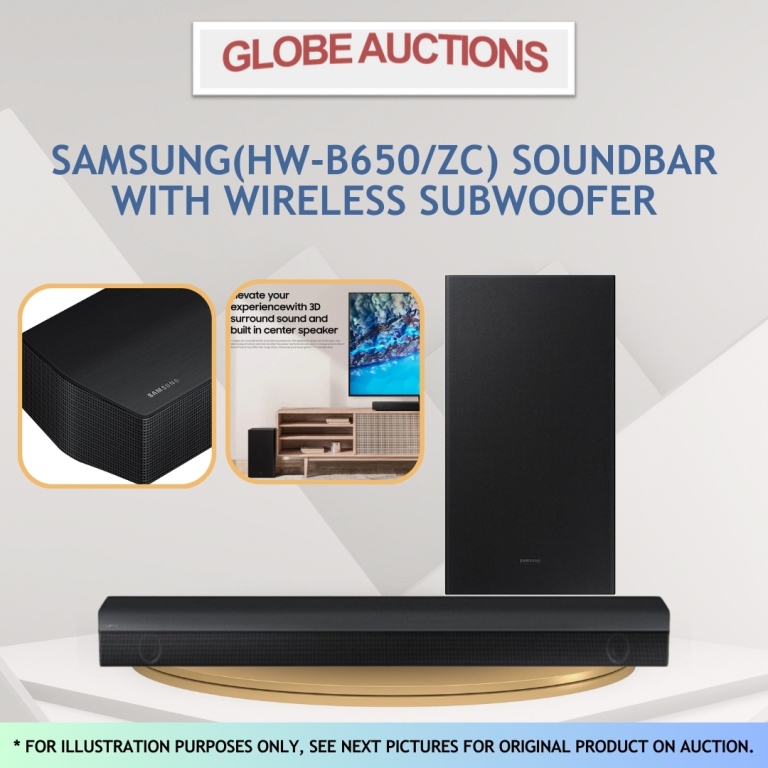 GLOBE AUCTIONS
SAMSUNG(HW-B650/ZC) SOUNDBAR
WITH WIRELESS SUBWOOFER
SAMSUNG
levate your
experiencewith 3D
surround sound and
built in center speaker
SAMSUNG
* FOR ILLUSTRATION PURPOSES ONLY, SEE NEXT PICTURES FOR ORIGINAL PRODUCT ON AUCTION.